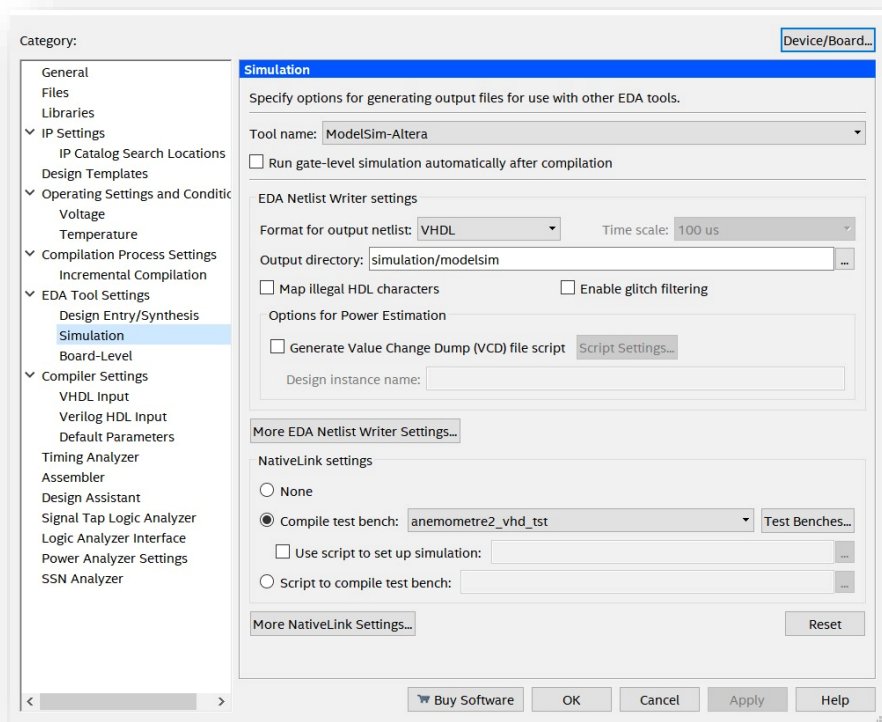 Category:
Device/Board...
General
Files
Libraries
IP Settings
IP Catalog Search Locations
Design Templates
Operating Settings and Conditic
Voltage
Temperature
Compilation Process Settings
Incremental Compilation
EDA Tool Settings
Design Entry/Synthesis
Simulation
Board-Level
Compiler Settings
VHDL Input
Verilog HDL Input
Default Parameters
Timing Analyzer
Assembler
Design Assistant
Signal Tap Logic Analyzer
Logic Analyzer Interface
Power Analyzer Settings
SSN Analyzer
Simulation
Specify options for generating output files for use with other EDA tools.
Tool name: ModelSim-Altera
Run gate-level simulation automatically after compilation
EDA Netlist Writer settings
Format for output netlist: VHDL Time scale: 100 us
Output directory: simulation/modelsim ...
Map illegal HDL characters Enable glitch filtering
Options for Power Estimation
Generate Value Change Dump (VCD) file script Script Settings...
Design instance name:
More EDA Netlist Writer Settings...
NativeLink settings
None
Compile test bench: anemometre2_vhd_tst Test Benches...
Use script to set up simulation: ...
Script to compile test bench: ...
More NativeLink Settings... Reset
Buy Software OK Cancel Apply Help